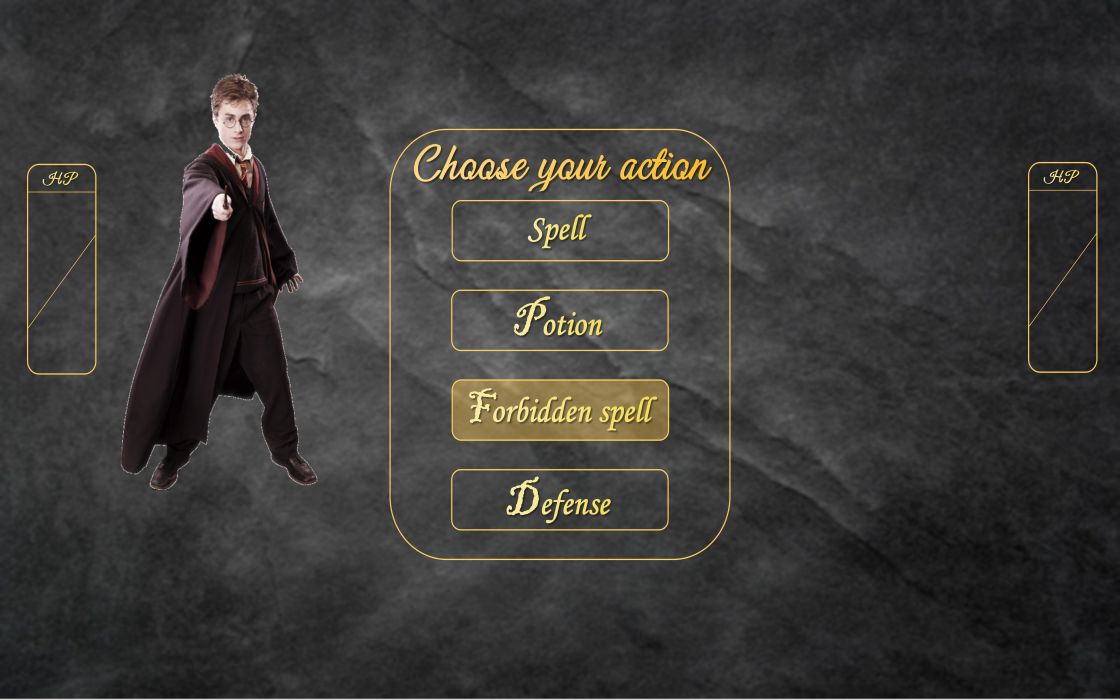 Choose your action
HP
HP
Spell
Potion
Forbidden spell
Defense